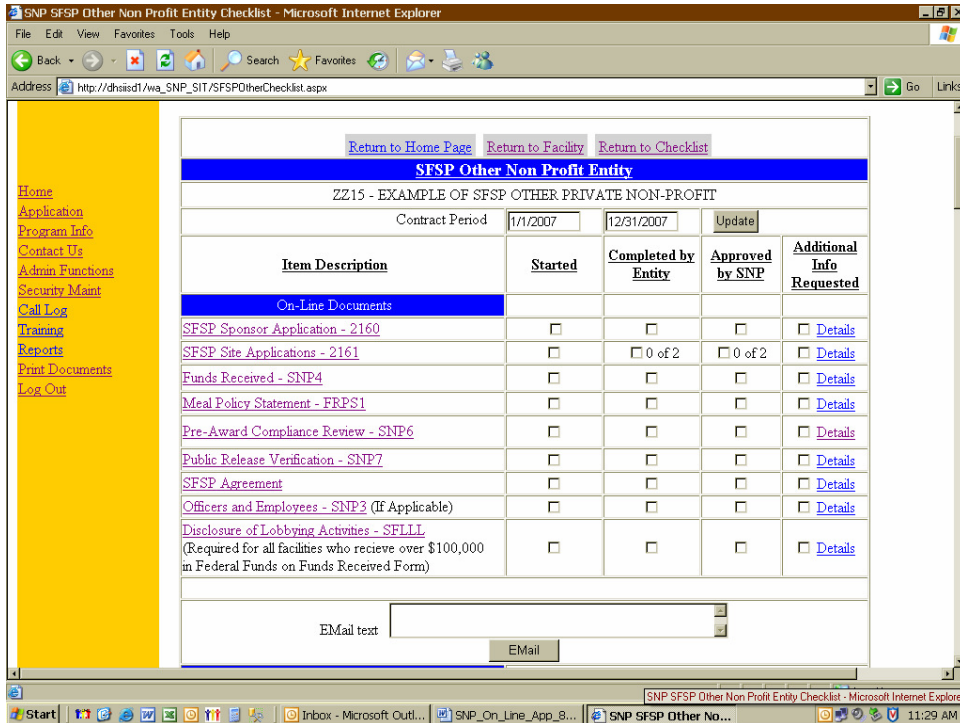 SNP SFSP Other Non Profit Entity Checklist - Microsoft Internet Explorer
File Edit View Favorites Tools Help
Back Search Favorites
Address http://dhsiisd1/wa_SNP_SIT/SFSPOtherChecklist.aspx Go Links
Return to Home Page Return to Facility Return to Checklist
SFSP Other Non Profit Entity
ZZ15 - EXAMPLE OF SFSP OTHER PRIVATE NON-PROFIT
Contract Period 1/1/2007 12/31/2007 Update
Item Description Started Completed by Entity Approved by SNP Additional Info Requested
On-Line Documents
SFSP Sponsor Application - 2160 Details
SFSP Site Applications - 2161 0 of 2 0 of 2 Details
Funds Received - SNP4 Details
Meal Policy Statement - FRPS1 Details
Pre-Award Compliance Review - SNP6 Details
Public Release Verification - SNP7 Details
SFSP Agreement Details
Officers and Employees - SNP3 (If Applicable) Details
Disclosure of Lobbying Activities - SFLLL
(Required for all facilities who recieve over $100,000 Details
in Federal Funds on Funds Received Form)
EMail text
EMail
Home
Application
Program Info
Contact Us
Admin Functions
Security Maint
Call Log
Training
Reports
Print Documents
Log Out
SNP SFSP Other Non Profit Entity Checklist - Microsoft Internet Explore
Start Inbox - Microsoft Outl... SNP_On_Line_App_8... SNP SFSP Other No... 11:29 AM